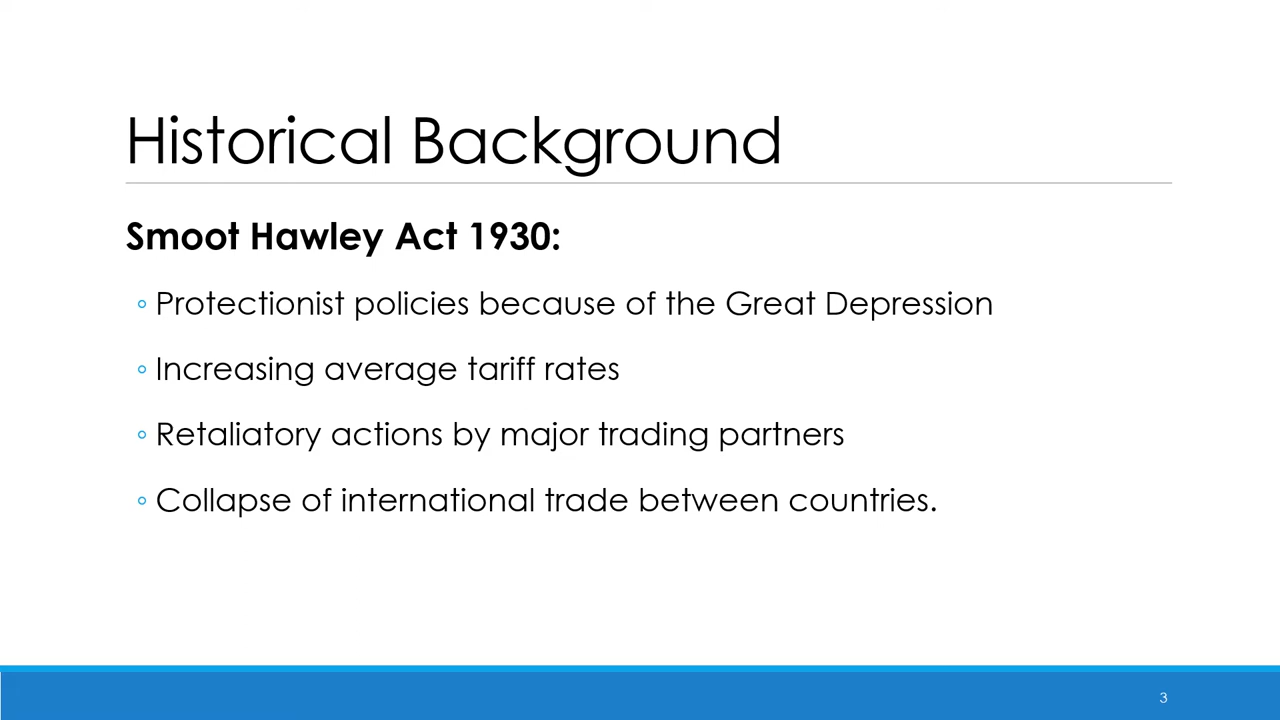 Historical Background
Smoot Hawley Act 1930:
◦ Protectionist policies because of the Great Depression
◦ Increasing average tariff rates
◦ Retaliatory actions by major trading partners
◦ Collapse of international trade between countries.
3